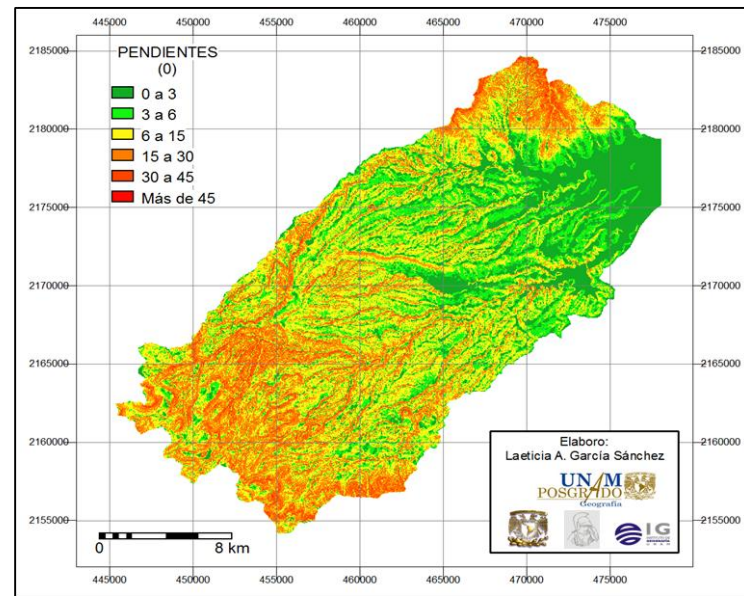 445000 450000 455000 460000 465000 470000 475000
2185000 2185000
2180000 2180000
2175000 2175000
2170000 2170000
2165000 2165000
2160000 2160000
2155000 2155000
PENDIENTES
(0)
0 a 3
3 a 6
6 a 15
15 a 30
30 a 45
Más de 45
0 8 km
Elaboro:
Laeticia A. García Sánchez
UNAM
POSGRADO
Geografía
IG
445000 450000 455000 460000 465000 470000 475000